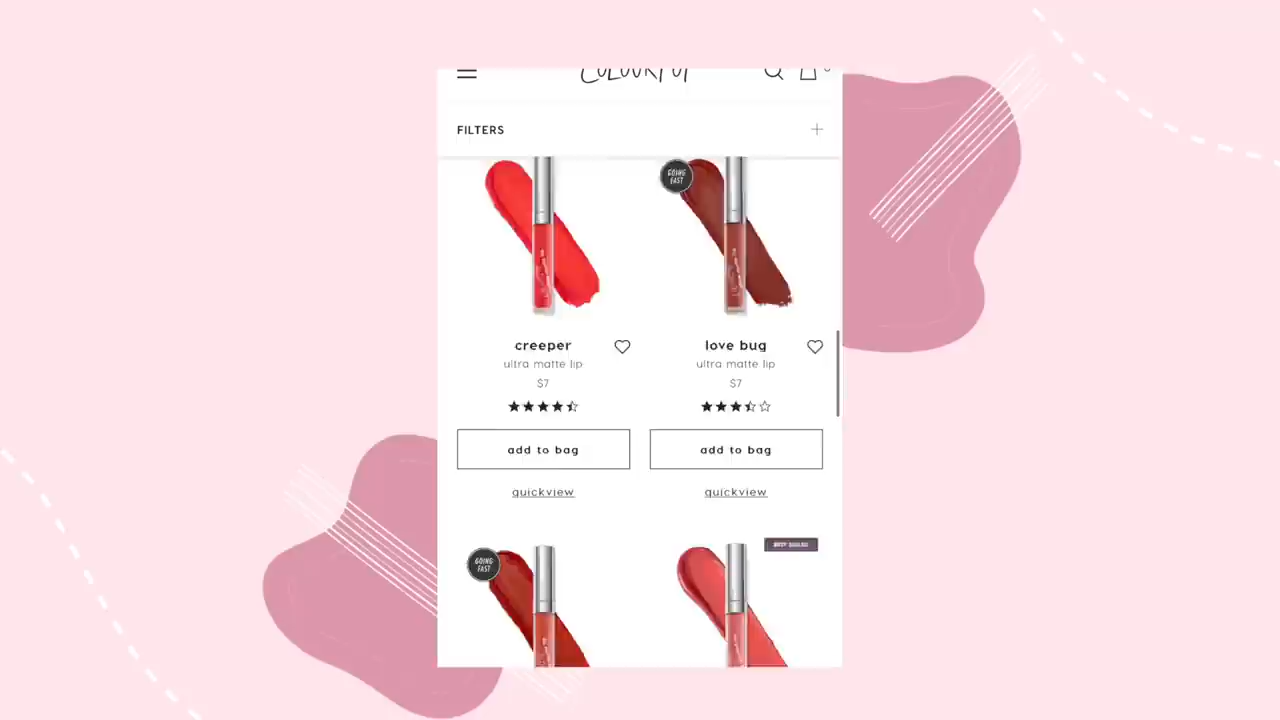 COLOURPOP
FILTERS
GOING
FAST
creeper
love bug
ultra matte lip
ultra matte lip
$7
$7
add to bag
add to bag
quickview
quickview
GOING
FAST